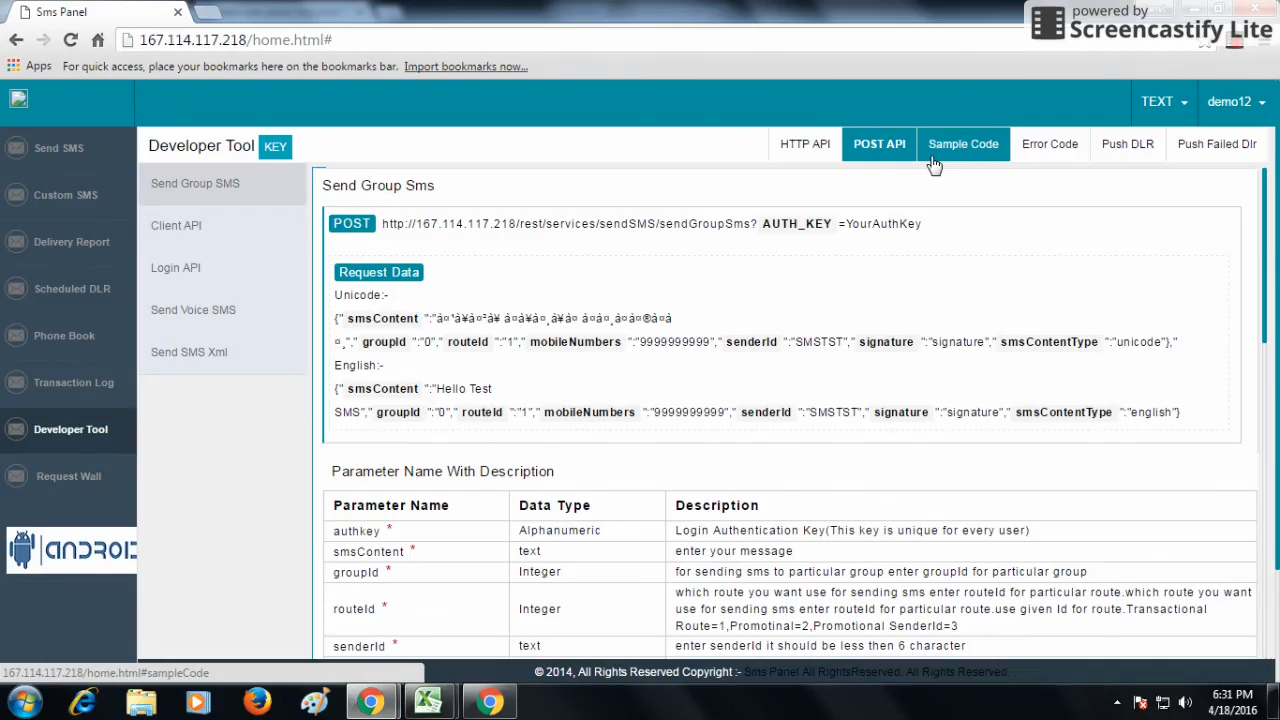 Sms Panel
powered by
Screencastify Lite
167.114.117.218/home.html#
Apps For quick access, place your bookmarks here on the bookmarks bar. Import bookmarks now...
TEXT demo12
Developer Tool KEY
HTTP API POST API Sample Code Error Code Push DLR Push Failed Dlr
Send SMS
Custom SMS
Delivery Report
Scheduled DLR
Phone Book
Transaction Log
Developer Tool
Request Wall
ANDROID
Send Group SMS
Client API
Login API
Send Voice SMS
Send SMS Xml
Send Group Sms
POST http://167.114.117.218/rest/services/sendSMS/sendGroupSms? AUTH_KEY =YourAuthKey
Request Data
Unicode:-
{" smsContent ":"
¤¸"," groupId ":"0"," routeId ":"1"," mobileNumbers ":"9999999999"," senderId ":"SMSTST"," signature ":"signature"," smsContentType ":"unicode"},"
English:-
{" smsContent ":"Hello Test
SMS"," groupId ":"0"," routeId ":"1"," mobileNumbers ":"9999999999"," senderId ":"SMSTST"," signature ":"signature"," smsContentType ":"english"}
Parameter Name With Description
Parameter Name Data Type Description
authkey * Alphanumeric Login Authentication Key(This key is unique for every user)
smsContent * text enter your message
groupId * Integer for sending sms to particular group enter groupId for particular group
routeId * Integer which route you want use for sending sms enter routeId for particular route.which route you want
use for sending sms enter routeId for particular route.use given Id for route.Transactional
Route=1,Promotinal=2,Promotional SenderId=3
senderId * text enter senderId it should be less then 6 character
167.114.117.218/home.html#sampleCode
© 2014, All Rights Reserved Copyright :- Sms Panel All RightsReserved. All Rights Reserved. .
6:31 PM
4/18/2016